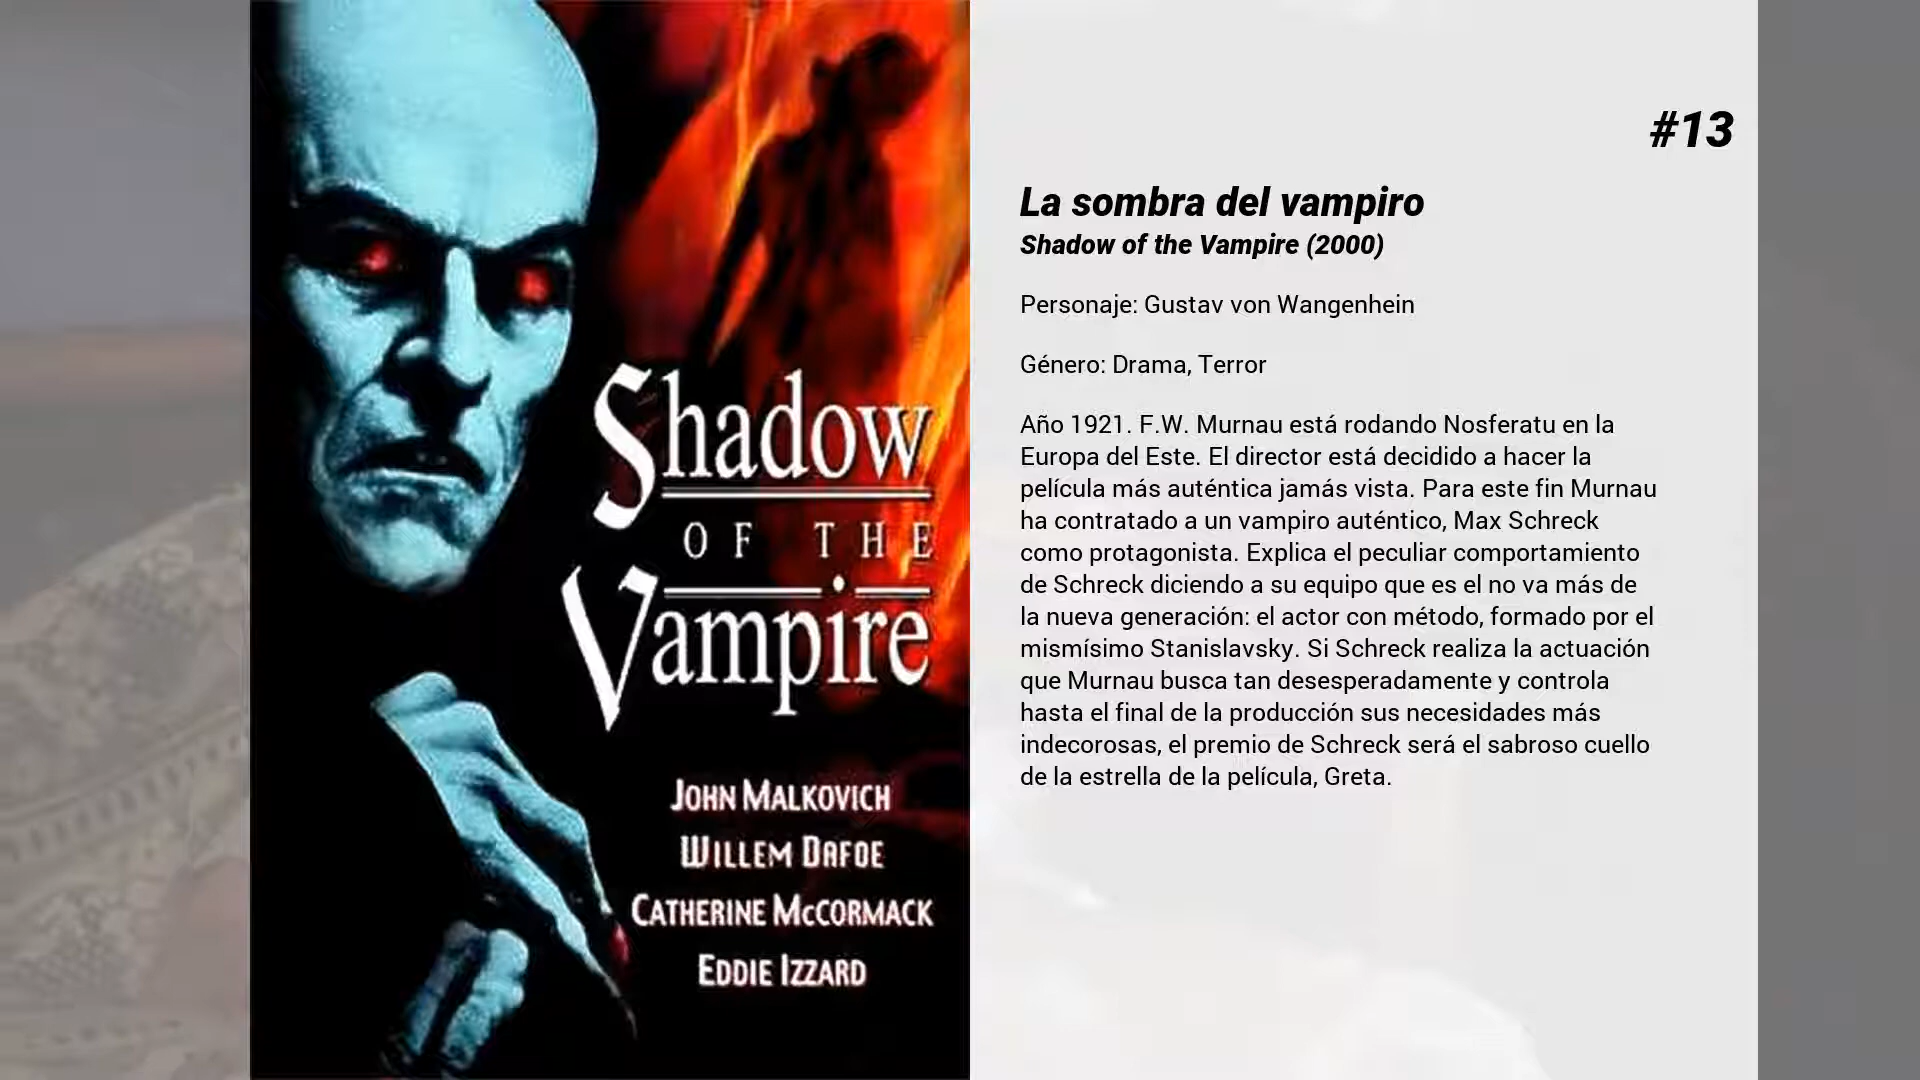 Shadow
OF THE
Vampire
JOHN MALKOVICH
WILLEM DAFOE
CATHERINE MCCORMACK
EDDIE IZZARD
#13
La sombra del vampiro
Shadow of the Vampire (2000)
Personaje: Gustav von Wangenhein
Género: Drama, Terror
Año 1921. F.W. Murnau está rodando Nosferatu en la
Europa del Este. El director está decidido a hacer la
película más auténtica jamás vista. Para este fin Murnau
ha contratado a un vampiro auténtico, Max Schreck
como protagonista. Explica el peculiar comportamiento
de Schreck diciendo a su equipo que es el no va más de
la nueva generación: el actor con método, formado por el
mismísimo Stanislavsky. Si Schreck realiza la actuación
que Murnau busca tan desesperadamente y controla
hasta el final de la producción sus necesidades más
indecorosas, el premio de Schreck será el sabroso cuello
de la estrella de la película, Greta.